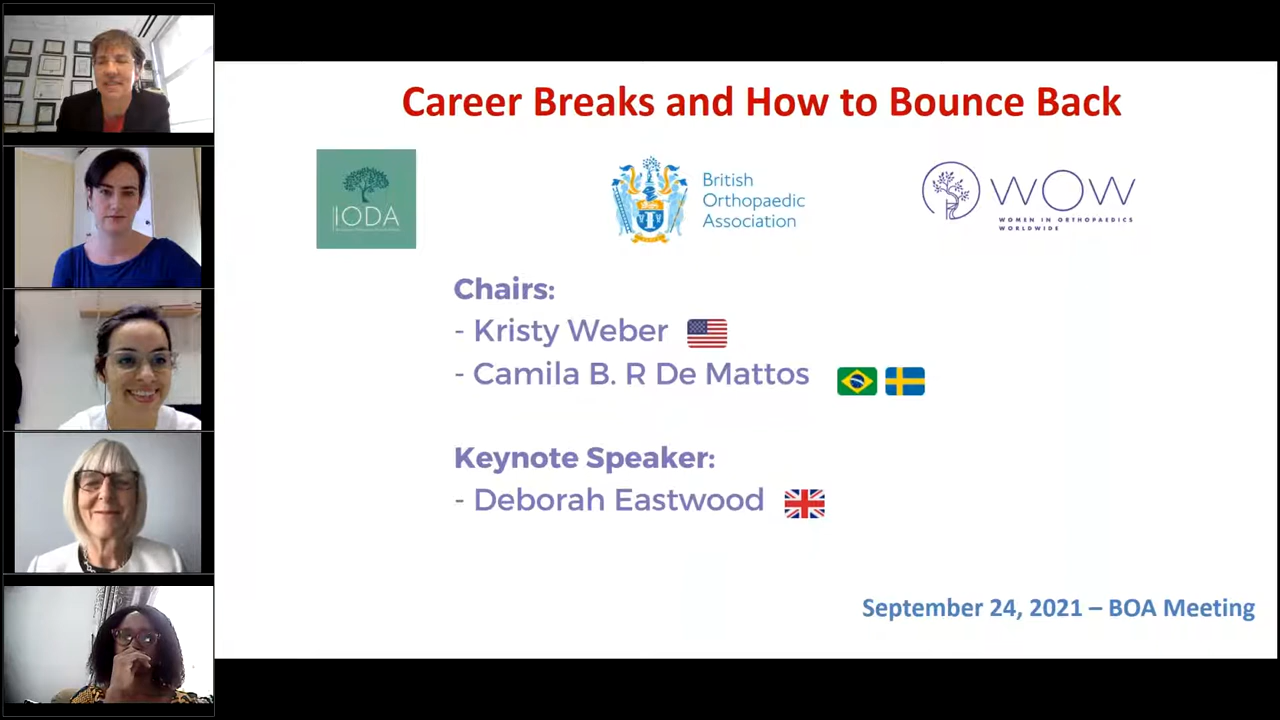 Career Breaks and How to Bounce Back
IODA
British
Orthopaedic
Association
WOW
WOMEN IN ORTHOPAEDICS
WORLDWIDE
Chairs:
- Kristy Weber
- Camila B. R De Mattos
Keynote Speaker:
- Deborah Eastwood
September 24, 2021 – BOA Meeting